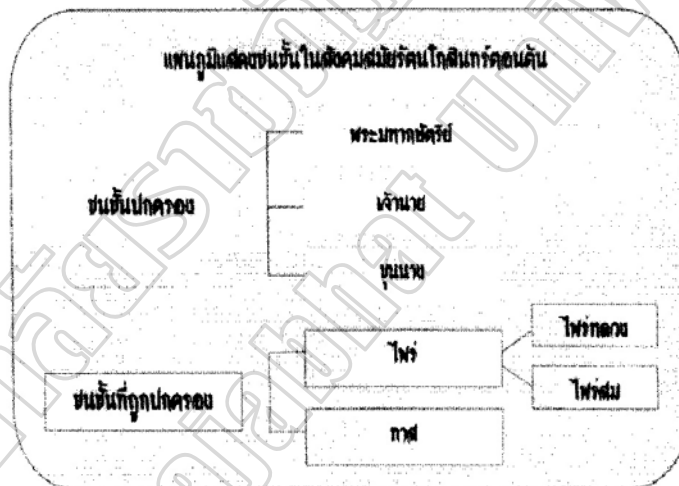 แผนภูมิแสดงชนชั้นในสังคมสมัยรัตนโกสินทร์ตอนต้น
พระมหากษัตริย์
ชนชั้นปกครอง
เจ้านาย
ขุนนาง
ไพร่หลวง
ไพร่
ไพร่สม
ชนชั้นที่ถูกปกครอง
ทาส